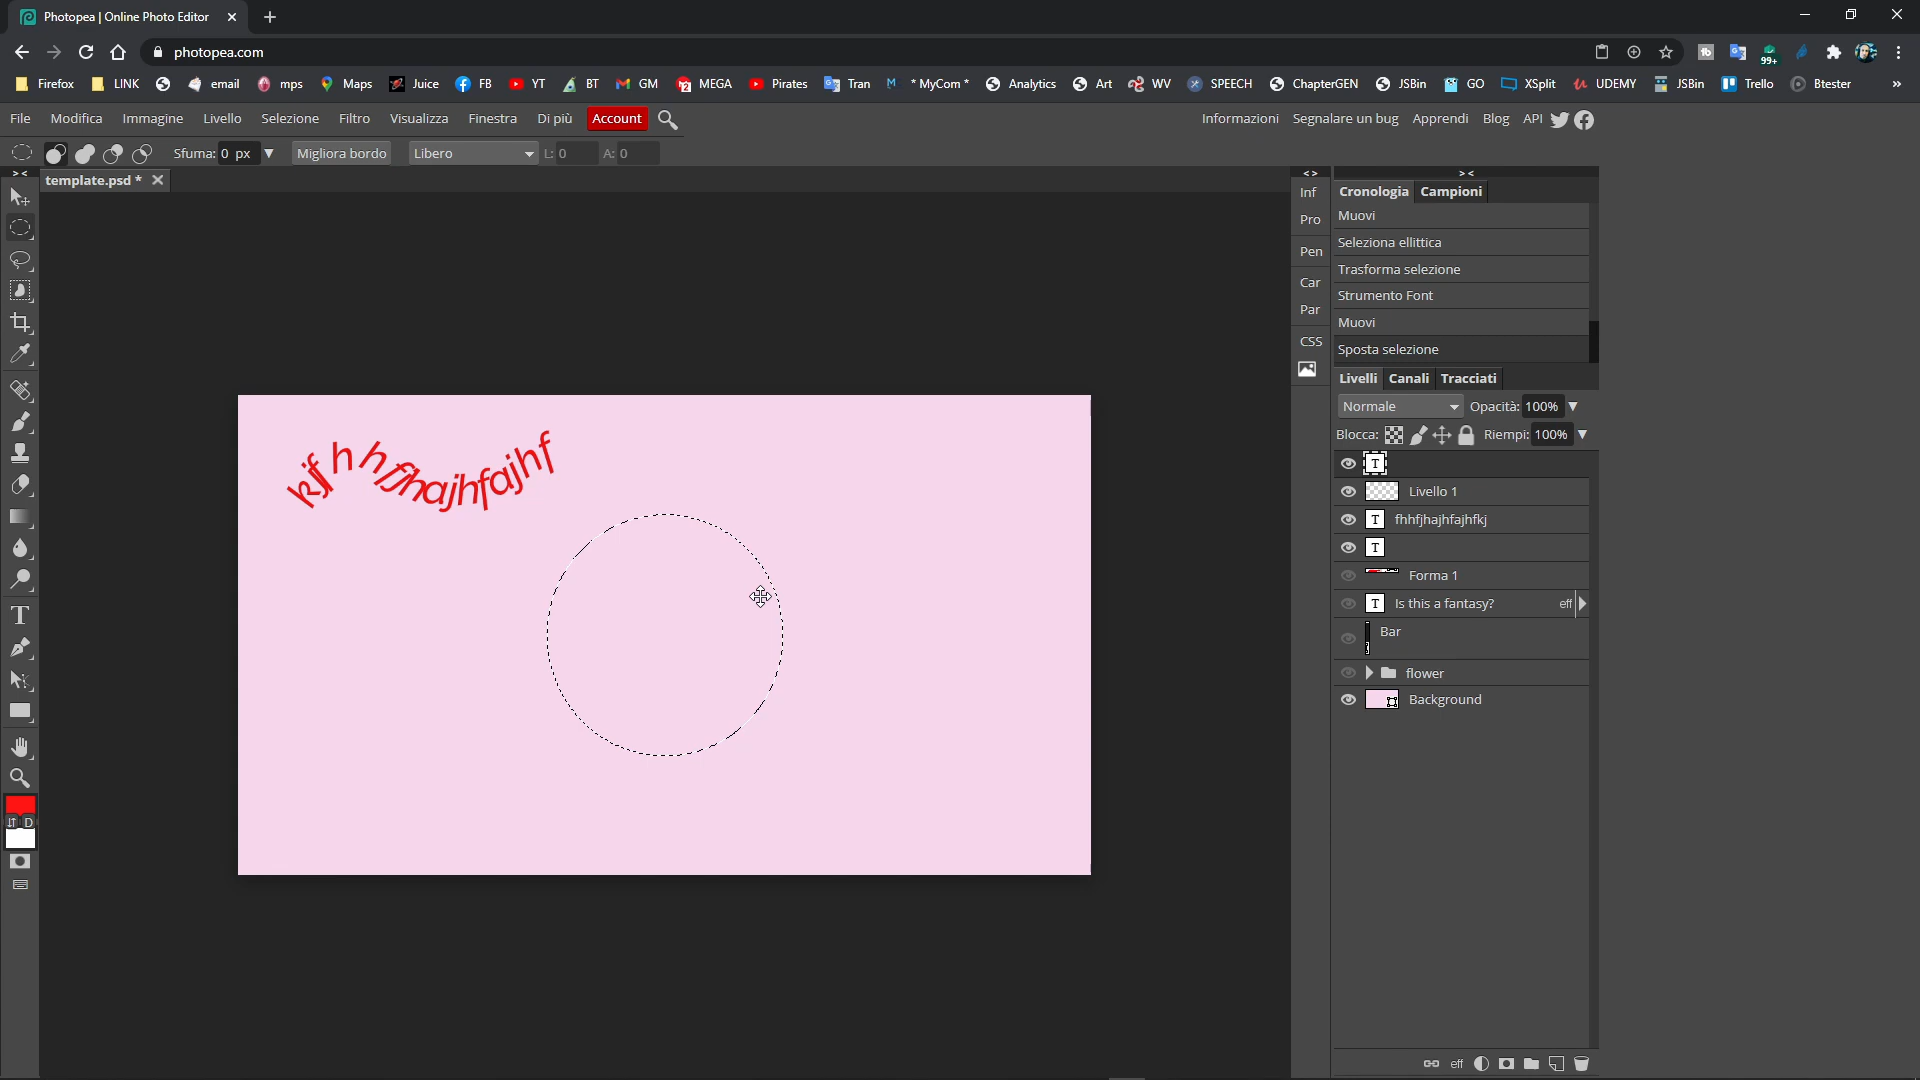 Photopea | Online Photo Editor
photopea.com
99+
Firefox LINK email mps Maps Juice FB YT BT GM MEGA Pirates Tran * MyCom * Analytics Art WV SPEECH ChapterGEN JSBin GO XSplit UDEMY JSBin Trello Btester »
File Modifica Immagine Livello Selezione Filtro Visualizza Finestra Di più Account Informazioni Segnalare un bug Apprendi Blog API
Sfuma: 0 px Migliora bordo Libero L: 0 A: 0
> <
template.psd *
< >
> <
Inf
Pro
Pen
Car
Par
CSS
Cronologia Campioni
Muovi
Seleziona ellittica
Trasforma selezione
Strumento Font
Muovi
Sposta selezione
Livelli Canali Tracciati
Normale Opacità: 100%
Blocca: Riempi: 100%
T
Livello 1
T fhhfjhajhfajhfkj
T
Forma 1
T Is this a fantasy? eff
Bar
flower
Background
kjfhhfjhajhfajhf
T
D
eff